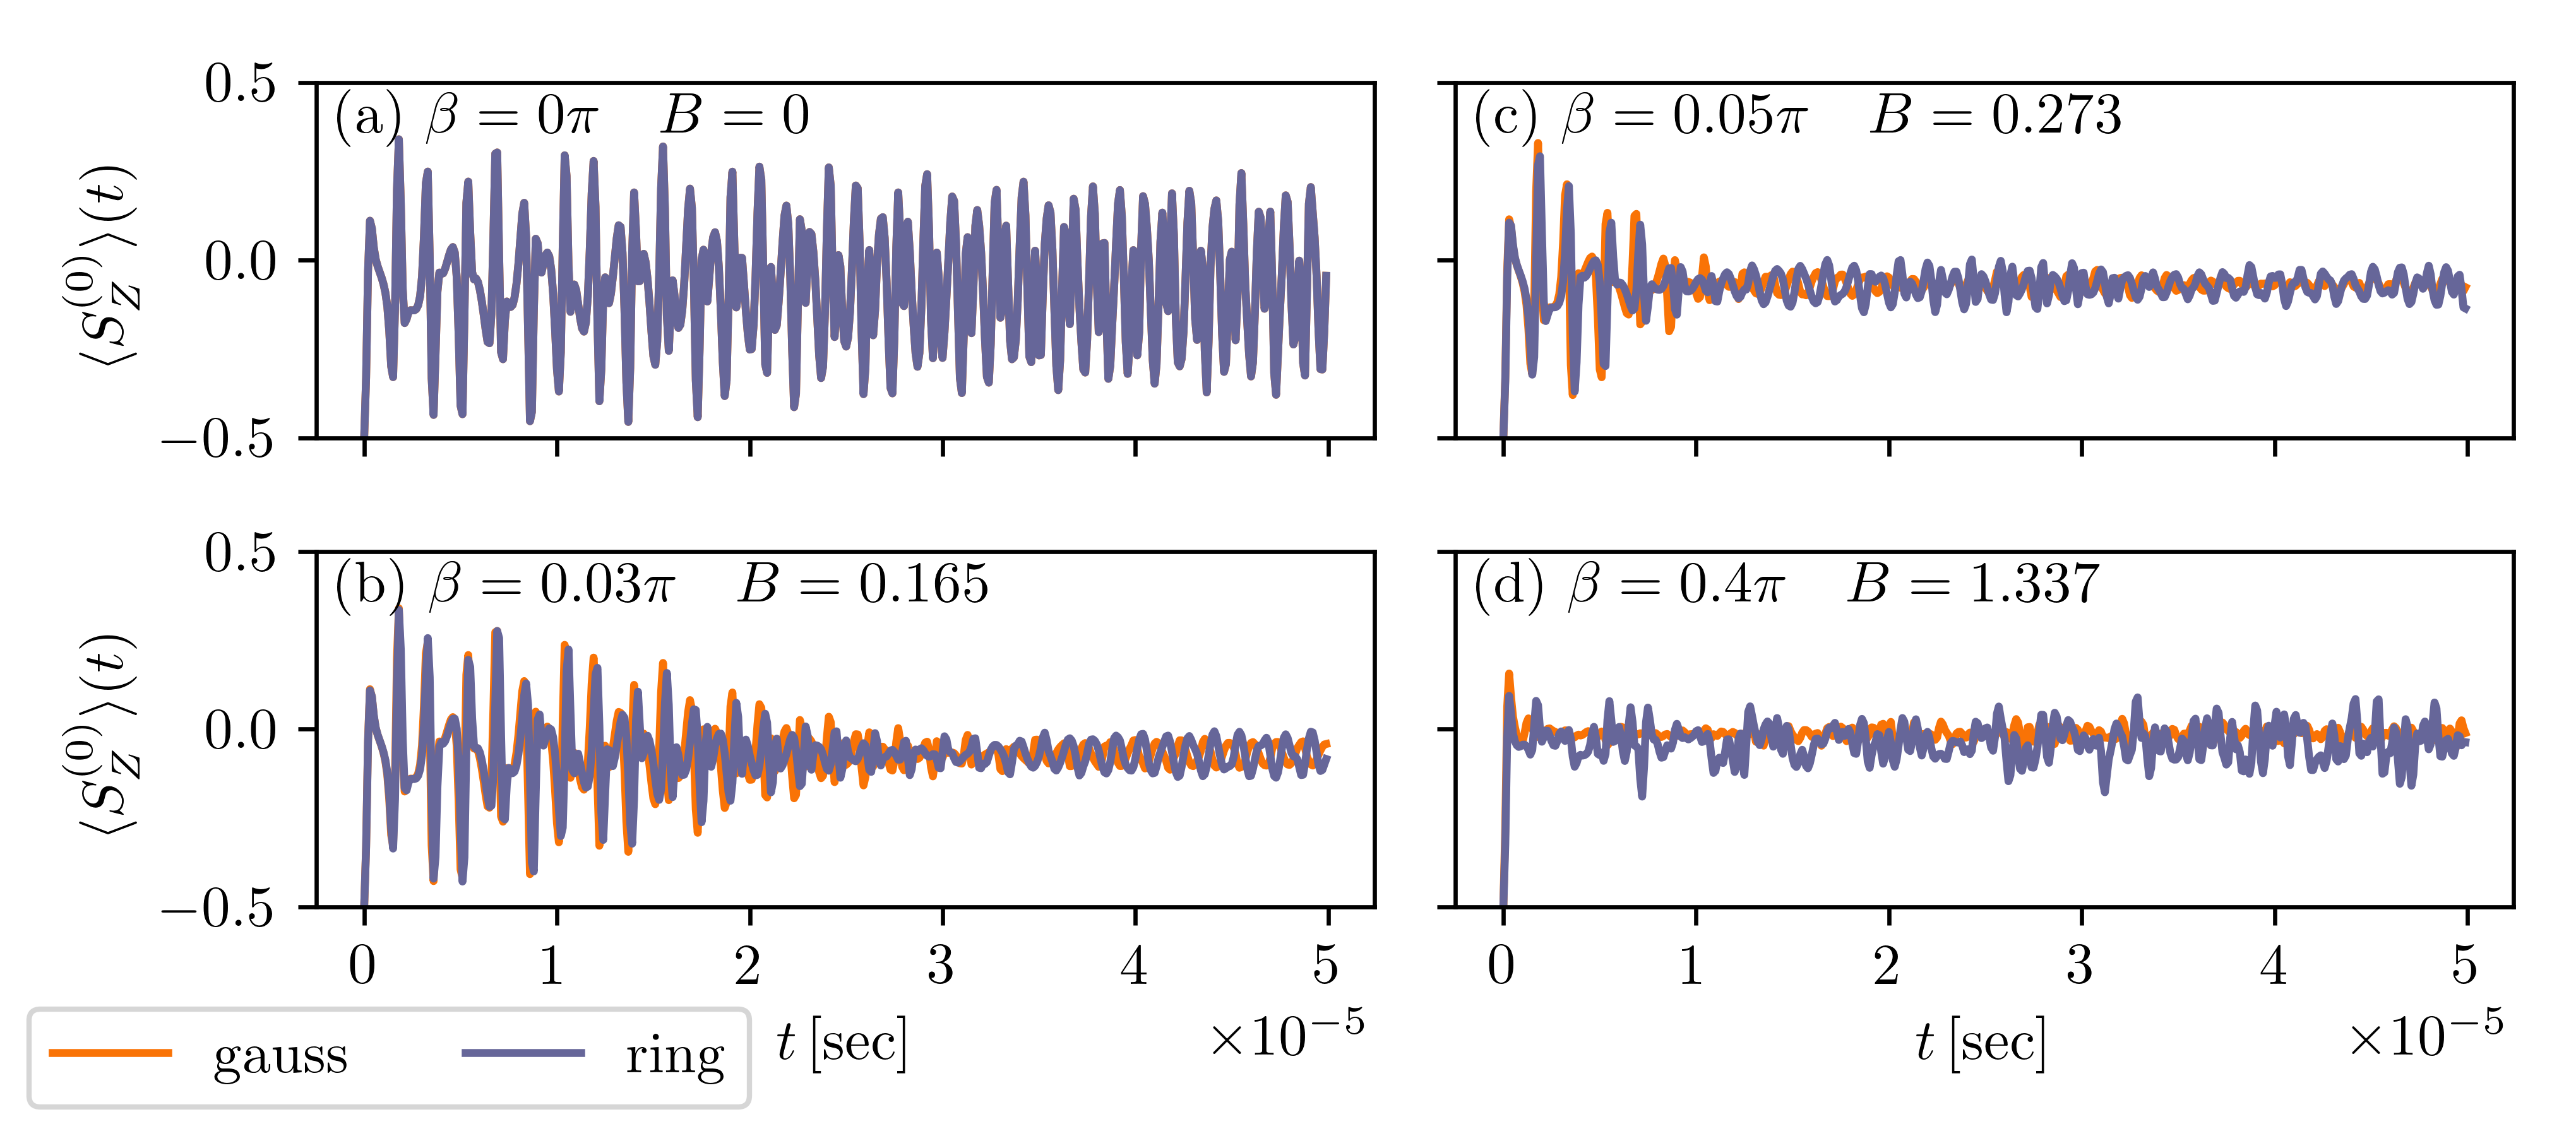 (a) β = 0π B = 0
0.5
0.0
−0.5
⟨S_Z^{(0)}⟩(t)
(c) β = 0.05π B = 0.273
(b) β = 0.03π B = 0.165
0.5
0.0
−0.5
⟨S_Z^{(0)}⟩(t)
0 1 2 3 4 5
t [sec]
×10⁻⁵
(d) β = 0.4π B = 1.337
0 1 2 3 4 5
t [sec]
×10⁻⁵
gauss ring